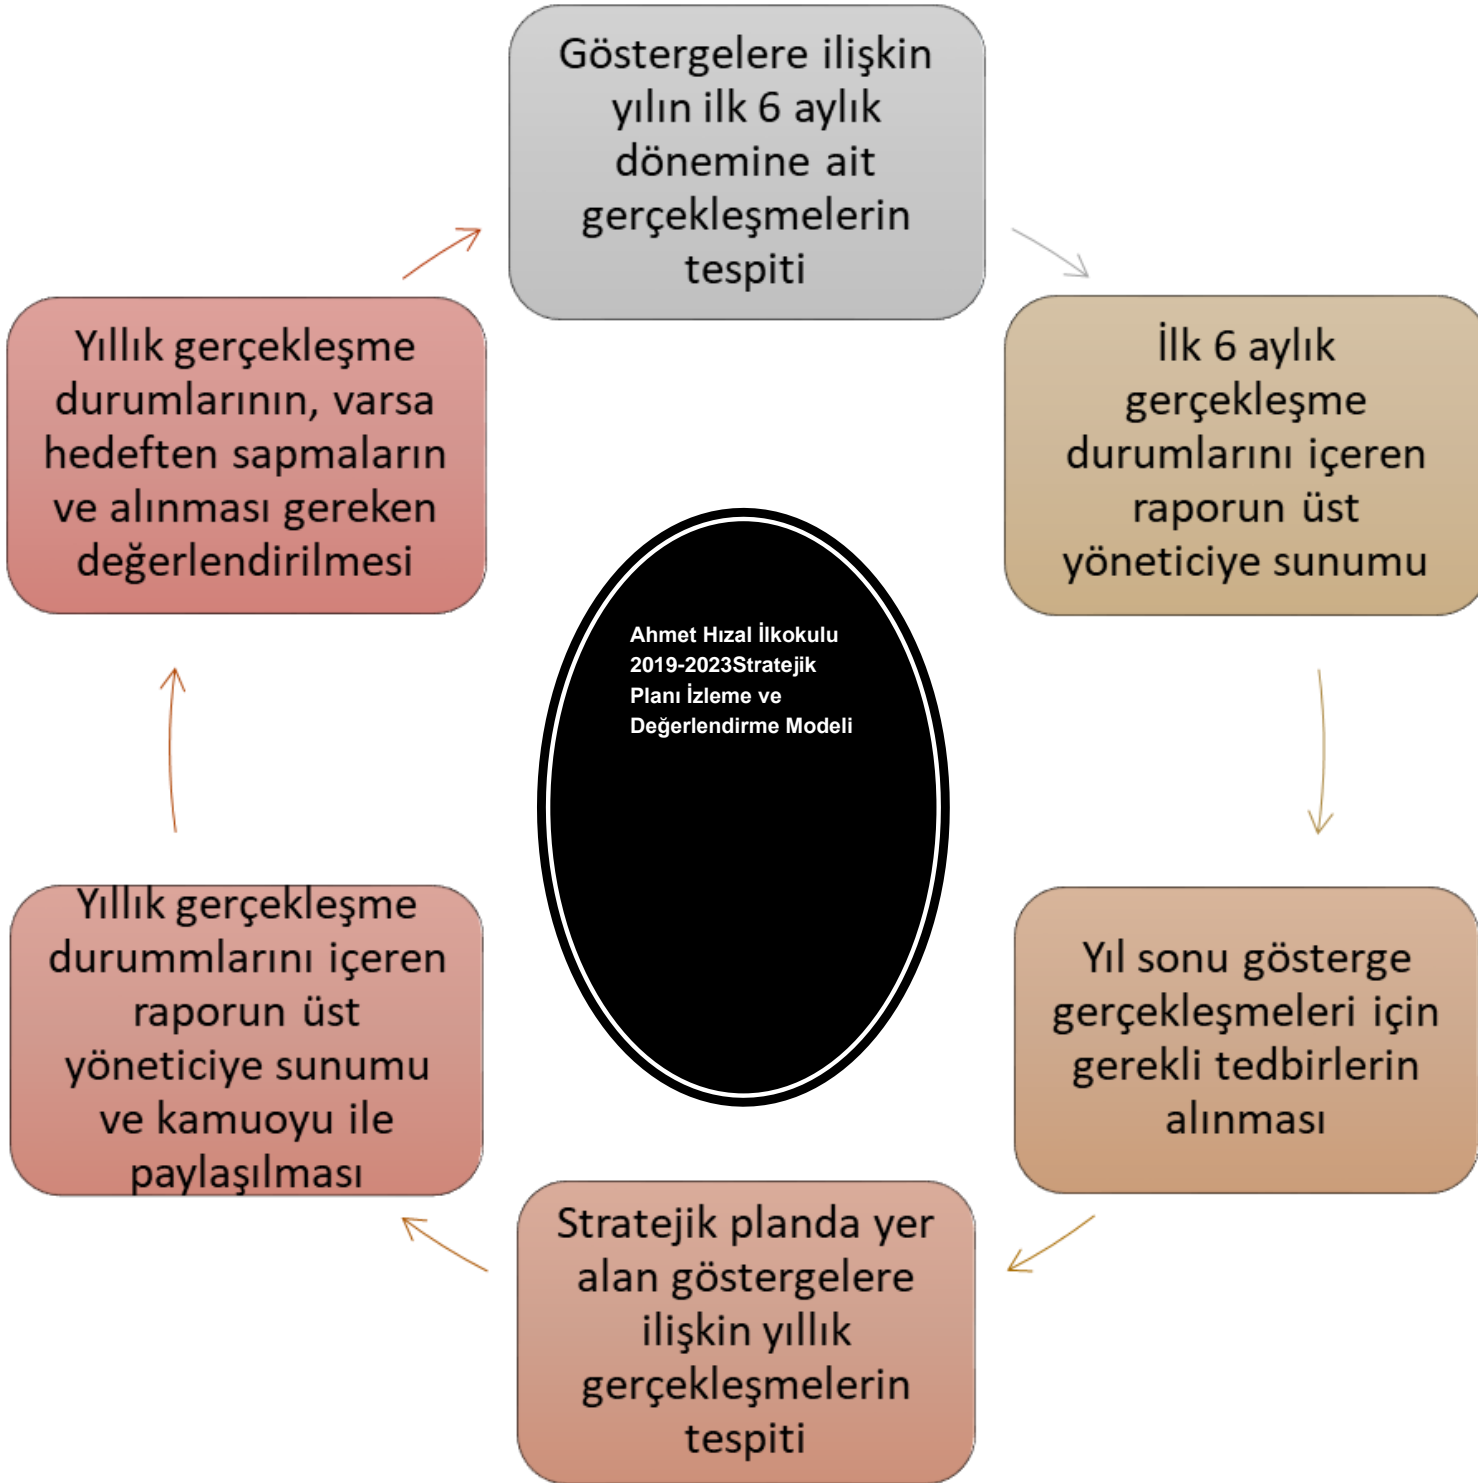 Göstergelere ilişkin
yılın ilk 6 aylık
dönemine ait
gerçekleşmelerin
tespiti
İlk 6 aylık
gerçekleşme
durumlarını içeren
raporun üst
yöneticiye sunumu
Yıl sonu gösterge
gerçekleşmeleri için
gerekli tedbirlerin
alınması
Stratejik planda yer
alan göstergelere
ilişkin yıllık
gerçekleşmelerin
tespiti
Yıllık gerçekleşme
durummlarını içeren
raporun üst
yöneticiye sunumu
ve kamuoyu ile
paylaşılması
Yıllık gerçekleşme
durumlarının, varsa
hedeften sapmaların
ve alınması gereken
değerlendirilmesi
Ahmet Hızal İlkokulu
2019-2023Stratejik
Planı İzleme ve
Değerlendirme Modeli